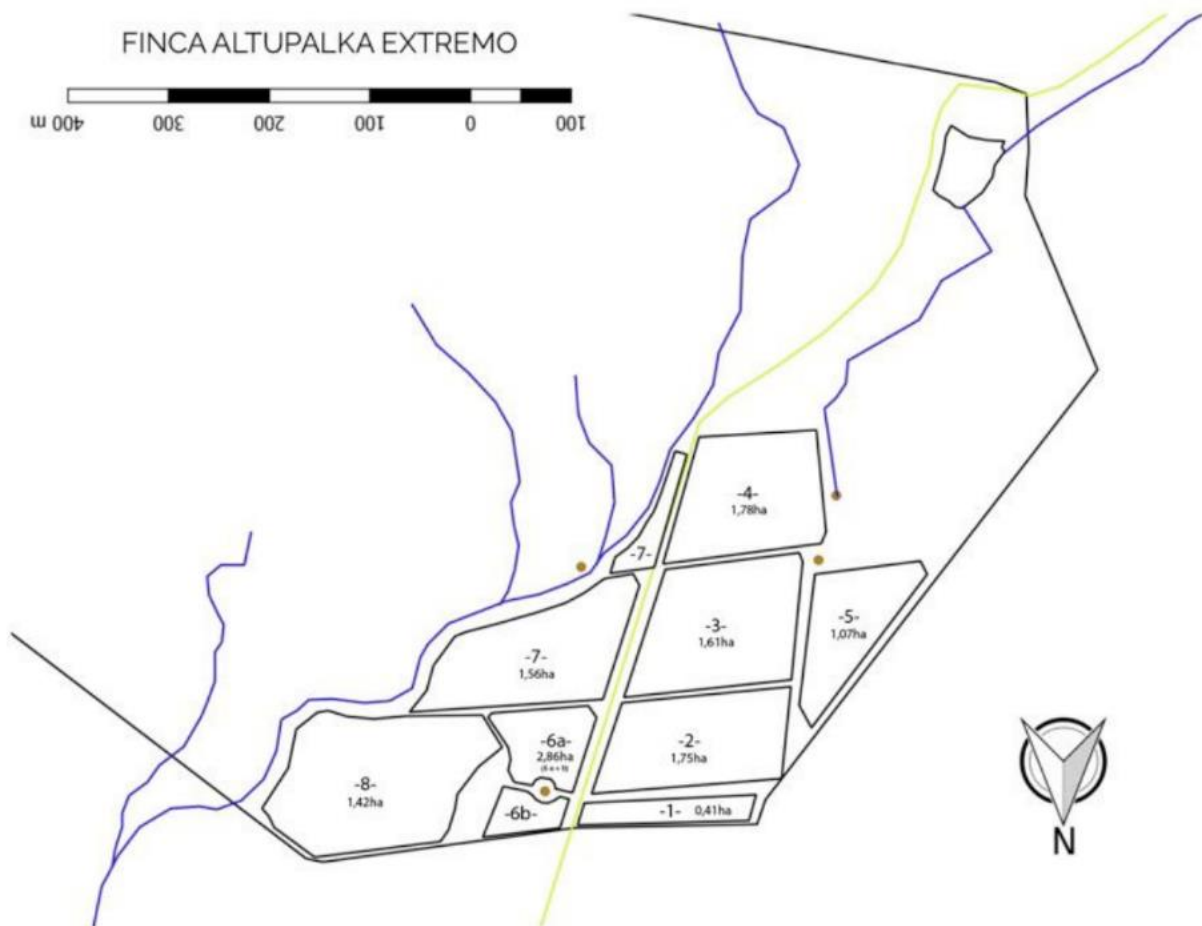 FINCA ALTUPALKA EXTREMO
100 0 100 200 300 400 m
-4-
1,78ha
-7-
-3-
1,61ha
-5-
1,07ha
-7-
1,56ha
-6a-
2,86ha
-2-
1,75ha
-8-
1,42ha
-6b-
-1- 0,41ha
N